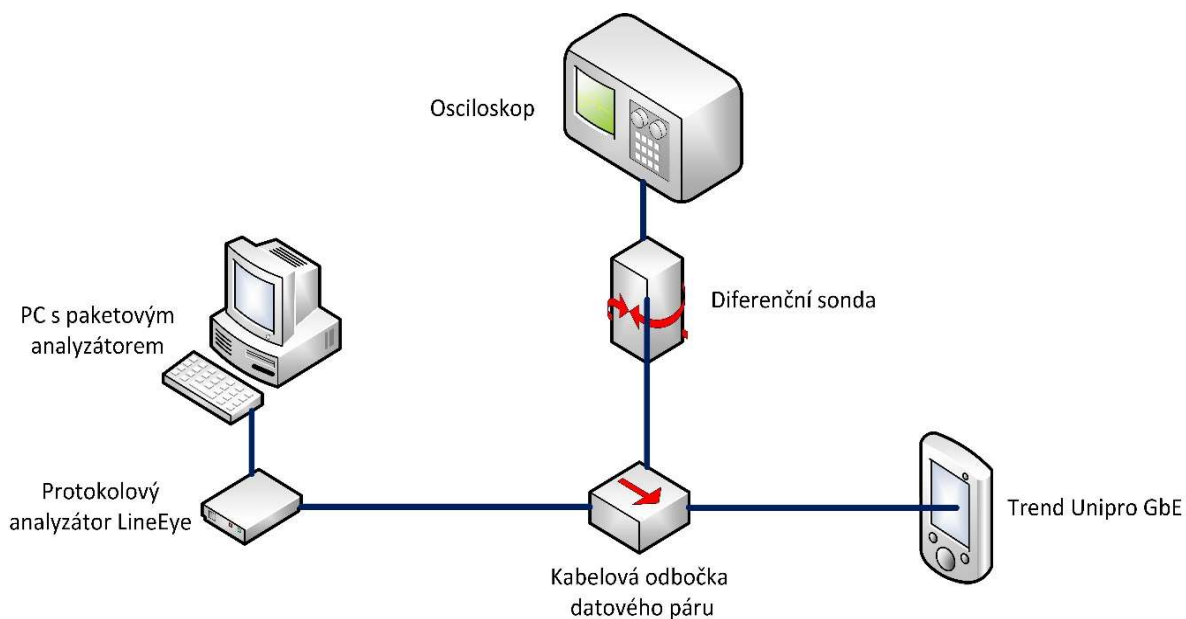 Osciloskop
Diferenční sonda
PC s paketovým
analyzátorem
Protokolový
analyzátor LineEye
Trend Unipro GbE
Kabelová odbočka
datového páru